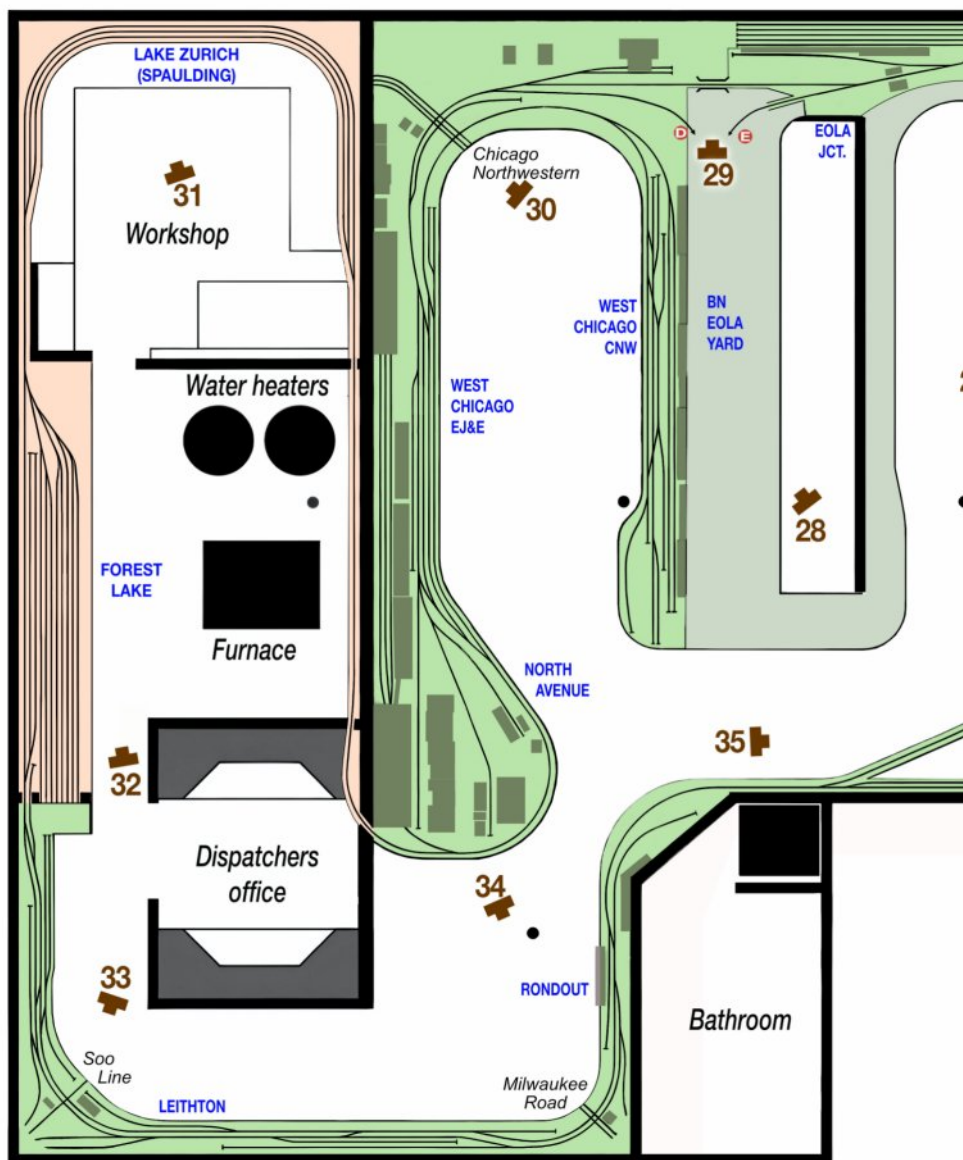 LAKE ZURICH
(SPAULDING)
31
Workshop
Chicago
Northwestern
30
D
E
29
EOLA
JCT.
WEST
CHICAGO
CNW
BN
EOLA
YARD
Water heaters
WEST
CHICAGO
EJ&E
28
FOREST
LAKE
Furnace
NORTH
AVENUE
35
32
Dispatchers
office
34
33
RONDOUT
Bathroom
Soo
Line
LEITHTON
Milwaukee
Road